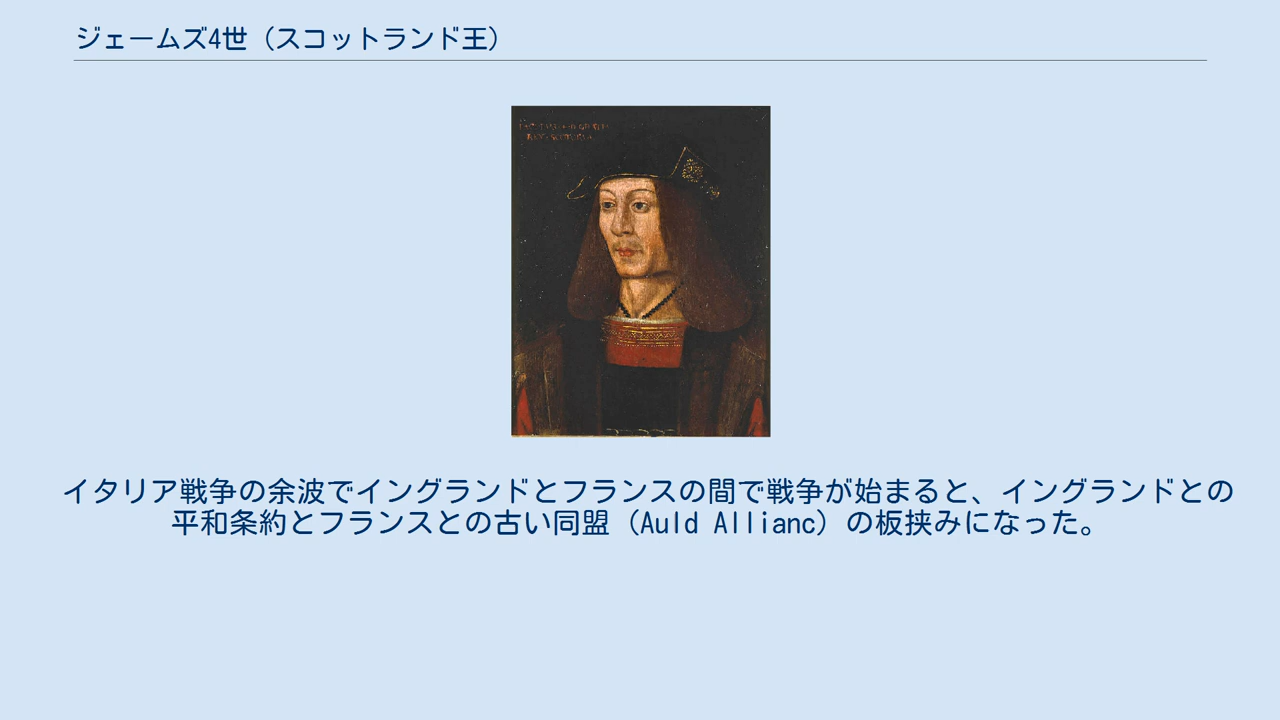 ジェームズ4世（スコットランド王）
イタリア戦争の余波でイングランドとフランスの間で戦争が始まると、イングランドとの
平和条約とフランスとの古い同盟（Auld Allianc）の板挟みになった。